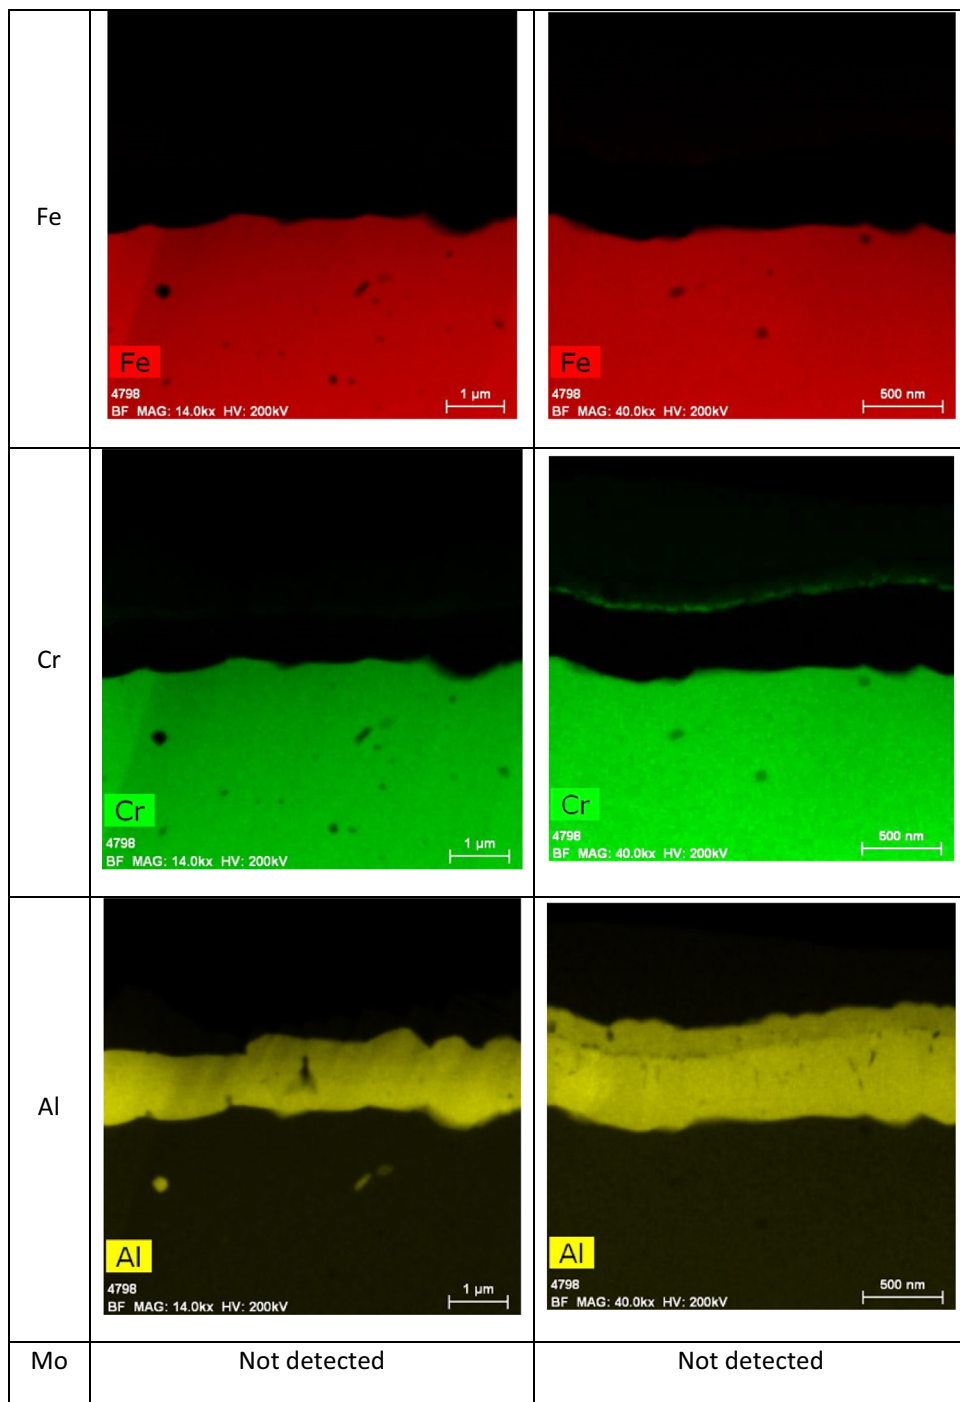 Fe
Fe
4798
BF MAG: 14.0kx HV: 200kV
1 µm
Fe
4798
BF MAG: 40.0kx HV: 200kV
500 nm
Cr
Cr
4798
BF MAG: 14.0kx HV: 200kV
1 µm
Cr
4798
BF MAG: 40.0kx HV: 200kV
500 nm
Al
Al
4798
BF MAG: 14.0kx HV: 200kV
1 µm
Al
4798
BF MAG: 40.0kx HV: 200kV
500 nm
Mo
Not detected
Not detected